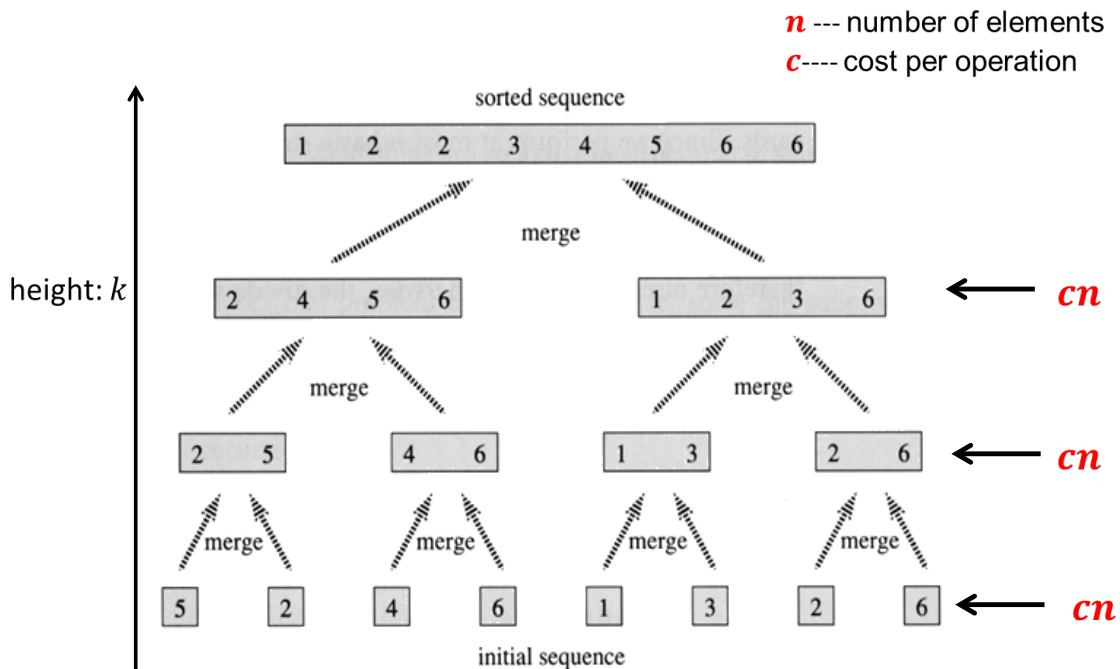 n --- number of elements
c---- cost per operation
sorted sequence
1 2 2 3 4 5 6 6
merge
height: k
2 4 5 6
1 2 3 6
cn
merge
merge
2 5
4 6
1 3
2 6
cn
merge
merge
merge
merge
5
2
4
6
1
3
2
6
cn
initial sequence